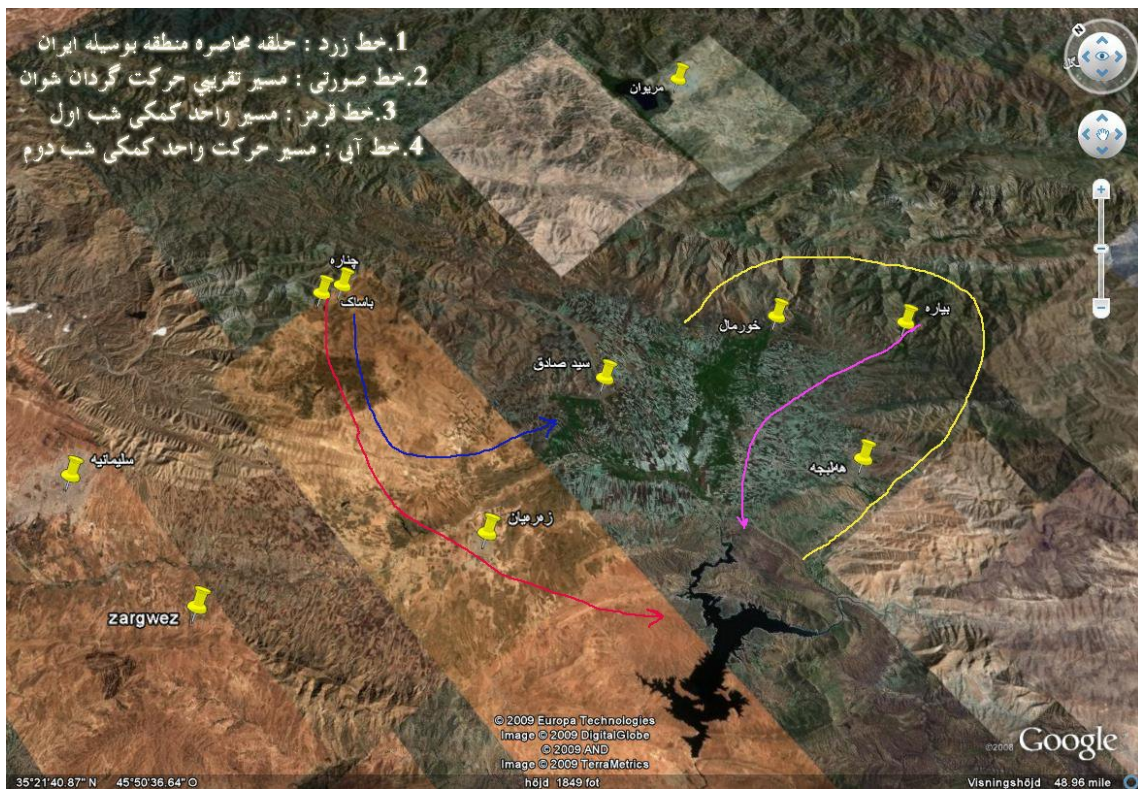 1.خط زرد : حلقه محاصره منطقه بوسیله ایران
2.خط صورتی : مسیر تقریبی حرکت گردان شوان
3.خط قرمز : مسیر واحد کمکی شب اول
4.خط آبی : مسیر حرکت واحد کمکی شب دوم
مریوان
چناره
باساک
خورمال
بیاره
سید صادق
هەڵبجه
سلیمانیه
زەرەیان
zargwez
© 2009 Europa Technologies
Image © 2009 DigitalGlobe
© 2009 AND
Image © 2009 TerraMetrics
©2008 Google
35°21'40.87" N 45°50'36.64" O
höjd 1849 fot
Visningshöjd 48.96 mile